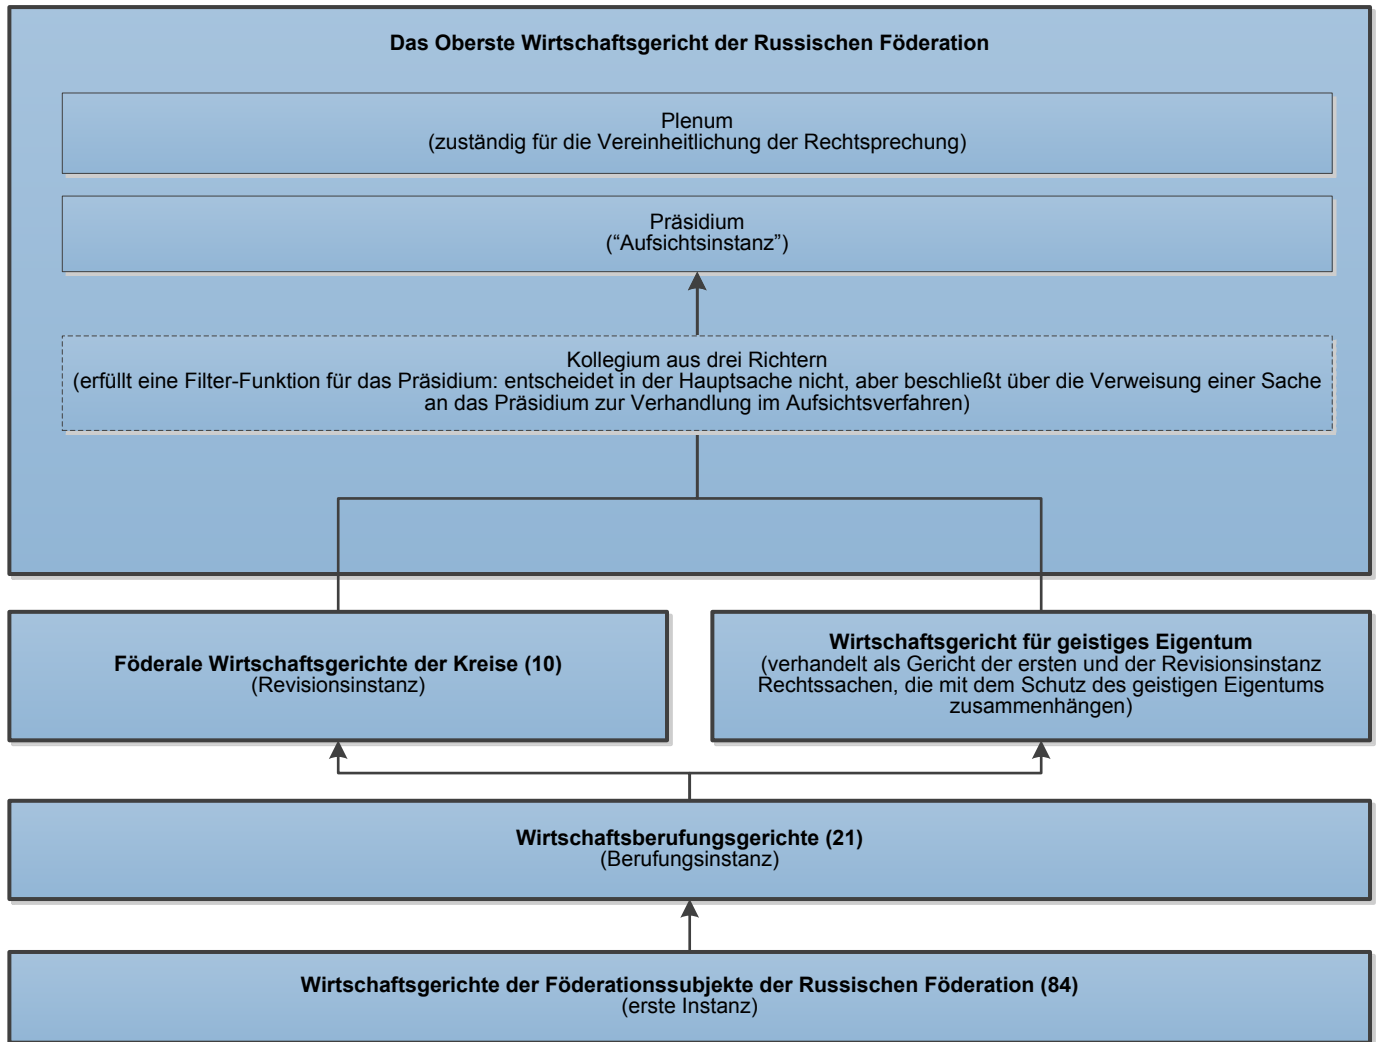 Das Oberste Wirtschaftsgericht der Russischen Föderation
Plenum
(zuständig für die Vereinheitlichung der Rechtsprechung)
Präsidium
(“Aufsichtsinstanz”)
Kollegium aus drei Richtern
(erfüllt eine Filter-Funktion für das Präsidium: entscheidet in der Hauptsache nicht, aber beschließt über die Verweisung einer Sache
an das Präsidium zur Verhandlung im Aufsichtsverfahren)
Föderale Wirtschaftsgerichte der Kreise (10)
(Revisionsinstanz)
Wirtschaftsgericht für geistiges Eigentum
(verhandelt als Gericht der ersten und der Revisionsinstanz
Rechtssachen, die mit dem Schutz des geistigen Eigentums
zusammenhängen)
Wirtschaftsberufungsgerichte (21)
(Berufungsinstanz)
Wirtschaftsgerichte der Föderationssubjekte der Russischen Föderation (84)
(erste Instanz)